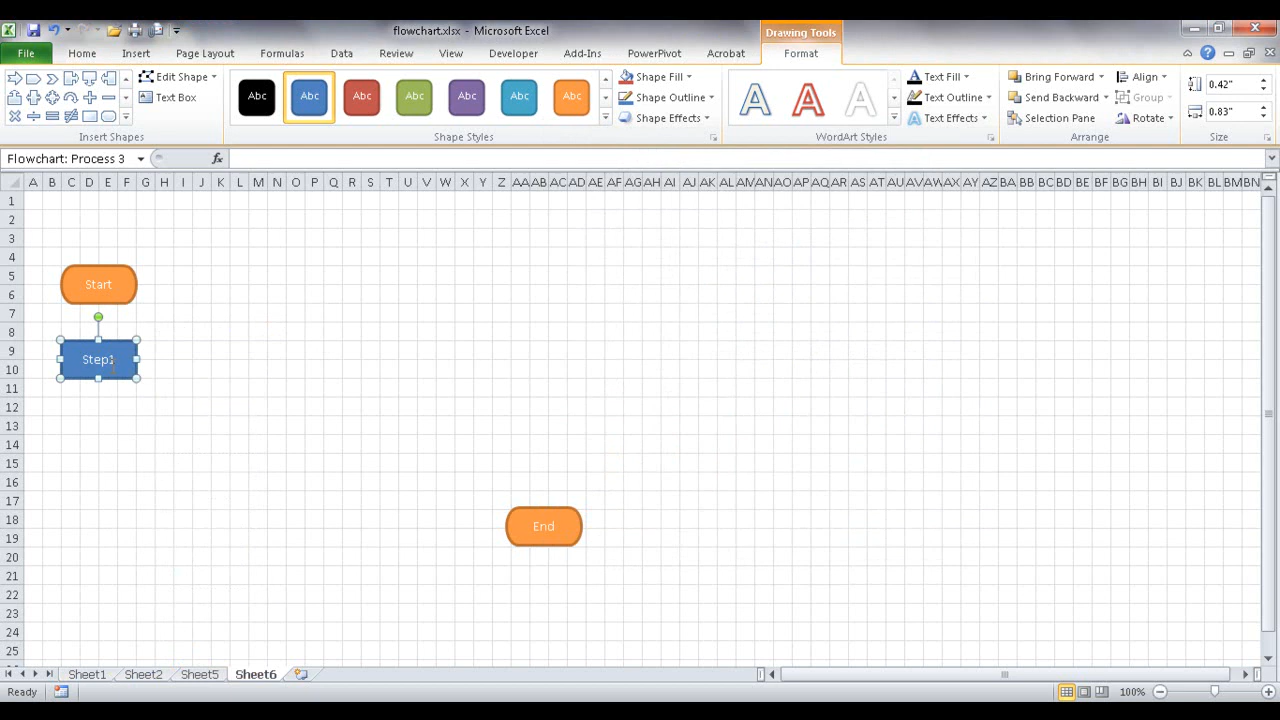 flowchart.xlsx - Microsoft Excel
Drawing Tools
File Home Insert Page Layout Formulas Data Review View Developer Add-Ins PowerPivot Acrobat Format
Edit Shape
Text Box
Insert Shapes
Abc Abc Abc Abc Abc Abc Abc
Shape Fill
Shape Outline
Shape Effects
Shape Styles
A A A
WordArt Styles
Text Fill
Text Outline
Text Effects
Bring Forward
Send Backward
Selection Pane
Align
Group
Rotate
Arrange
0.42"
0.83"
Size
Flowchart: Process 3
fx
A B C D E F G H I J K L M N O P Q R S T U V W X Y Z AA AB AC AD AE AF AG AH AI AJ AK AL AM AN AO AP AQ AR AS AT AU AV AW AX AY AZ BA BB BC BD BE BF BG BH BI BJ BK BL BM BN
1
2
3
4
5
6
7
8
9
10
11
12
13
14
15
16
17
18
19
20
21
22
23
24
25
Start
Step1
End
Sheet1 Sheet2 Sheet5 Sheet6
Ready
100%